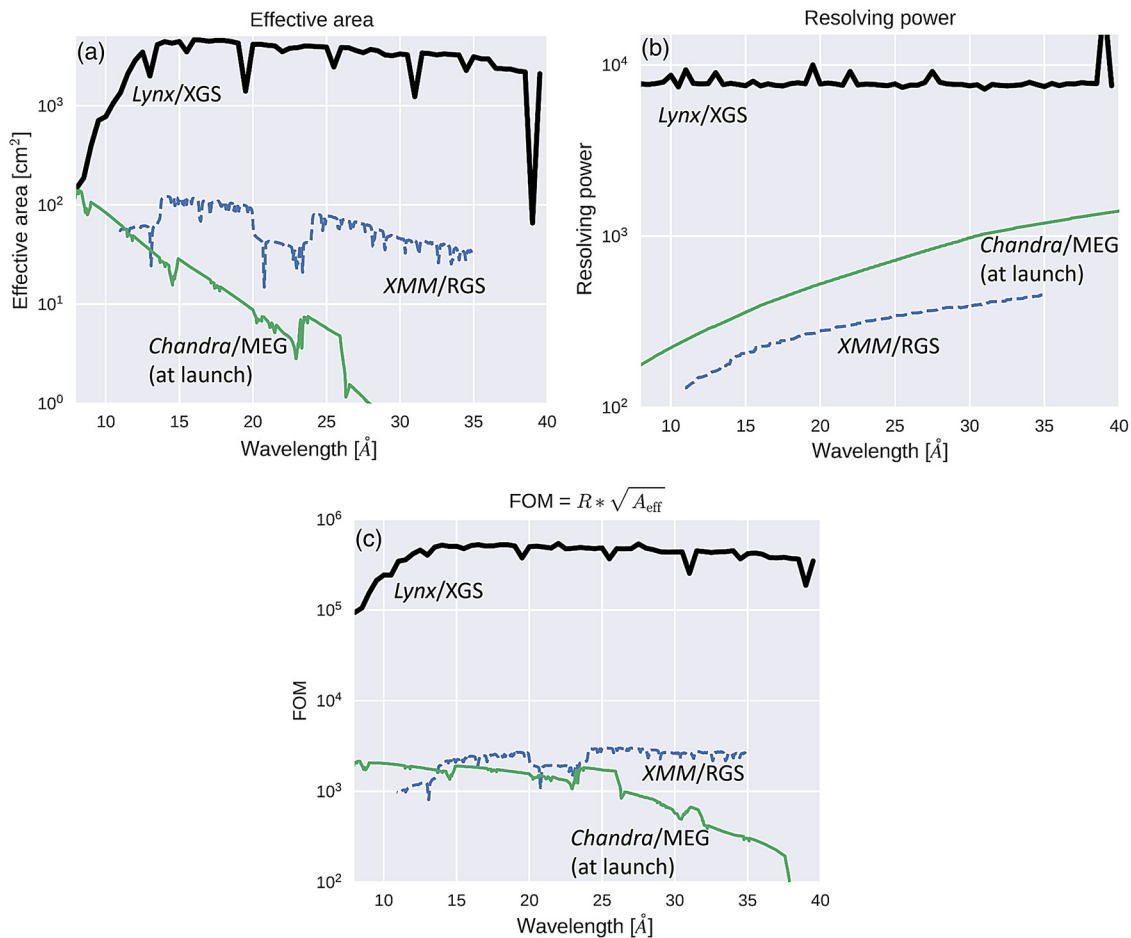 Effective area
(a)
Lynx/XGS
XMM/RGS
Chandra/MEG
(at launch)
10³
10²
10¹
10⁰
Effective area [cm²]
10
15
20
25
30
35
40
Wavelength [Å]
Resolving power
(b)
Lynx/XGS
Chandra/MEG
(at launch)
XMM/RGS
10⁴
10³
10²
Resolving power
10
15
20
25
30
35
40
Wavelength [Å]
FOM = R ∗ √A_eff
(c)
Lynx/XGS
XMM/RGS
Chandra/MEG
(at launch)
10⁶
10⁵
10⁴
10³
10²
FOM
10
15
20
25
30
35
40
Wavelength [Å]